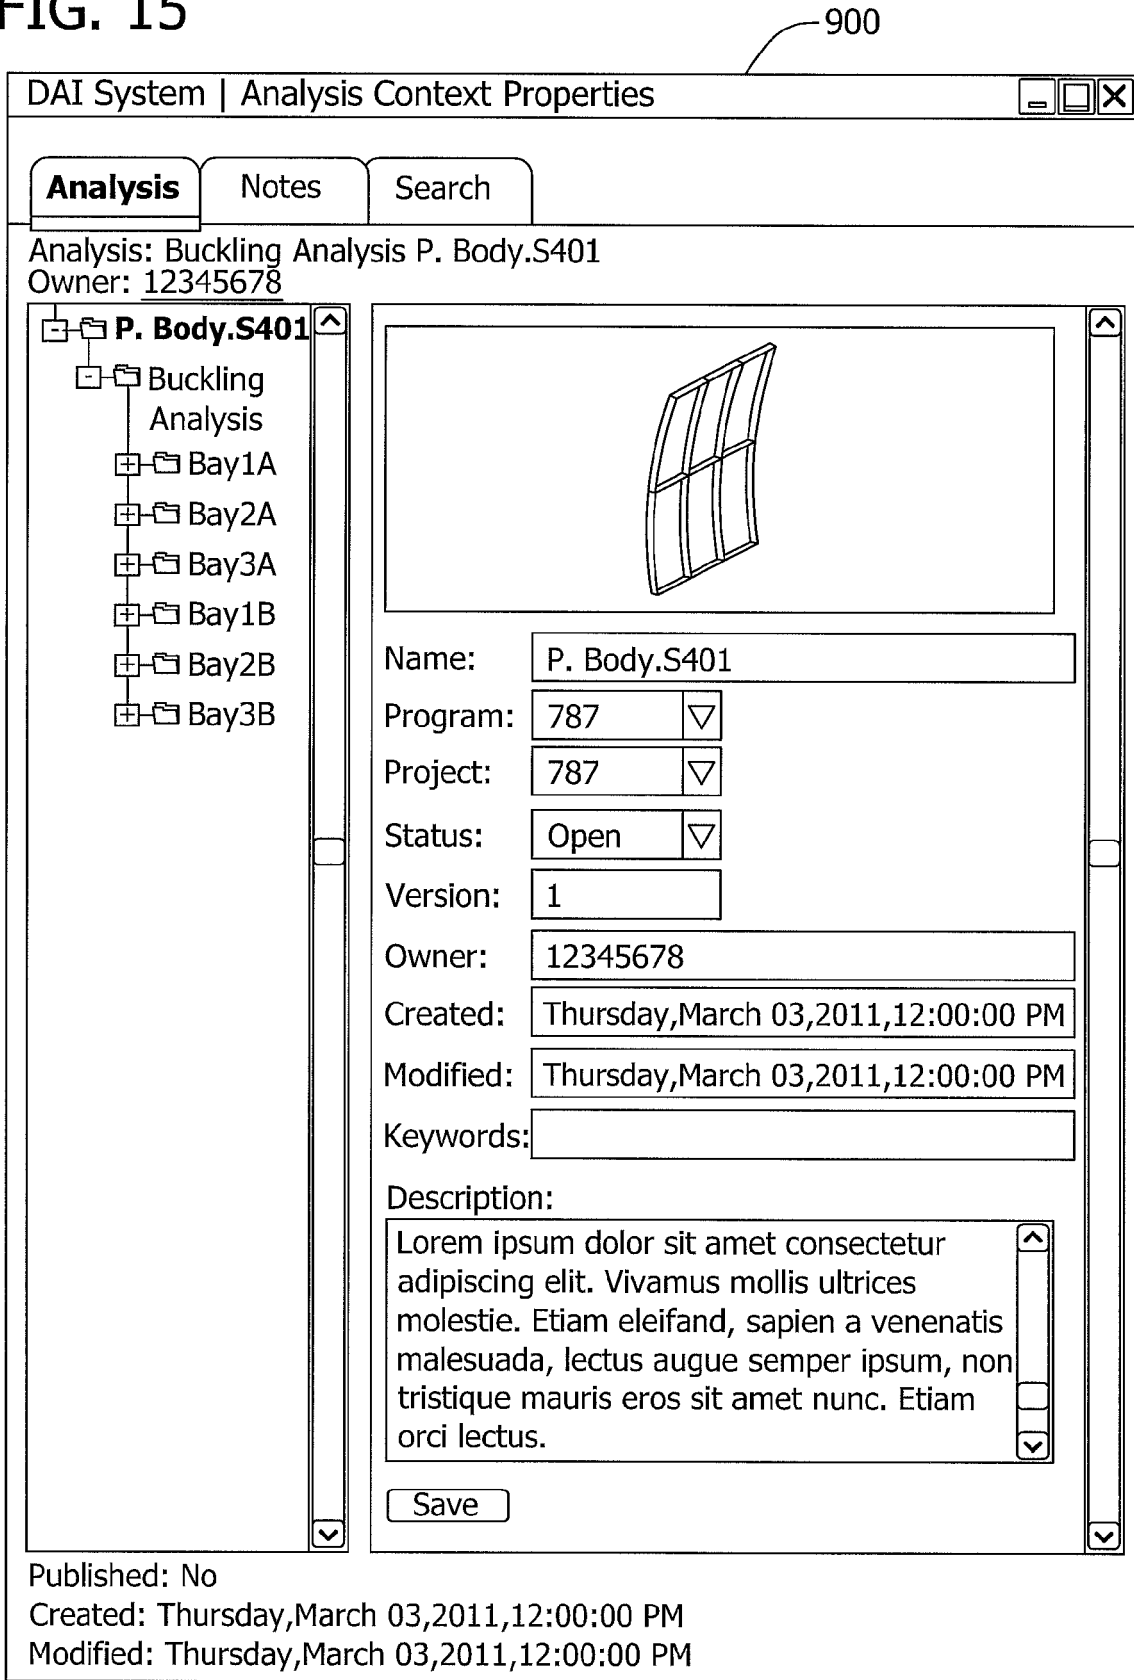 FIG. 15
900
DAI System | Analysis Context Properties
Analysis Notes Search
Analysis: Buckling Analysis P. Body.S401
Owner: 12345678
P. Body.S401
Buckling
Analysis
Bay1A
Bay2A
Bay3A
Bay1B
Bay2B
Bay3B
Name: P. Body.S401
Program: 787
Project: 787
Status: Open
Version: 1
Owner: 12345678
Created: Thursday,March 03,2011,12:00:00 PM
Modified: Thursday,March 03,2011,12:00:00 PM
Keywords:
Description:
Lorem ipsum dolor sit amet consectetur
adipiscing elit. Vivamus mollis ultrices
molestie. Etiam eleifand, sapien a venenatis
malesuada, lectus augue semper ipsum, non
tristique mauris eros sit amet nunc. Etiam
orci lectus.
Save
Published: No
Created: Thursday,March 03,2011,12:00:00 PM
Modified: Thursday,March 03,2011,12:00:00 PM